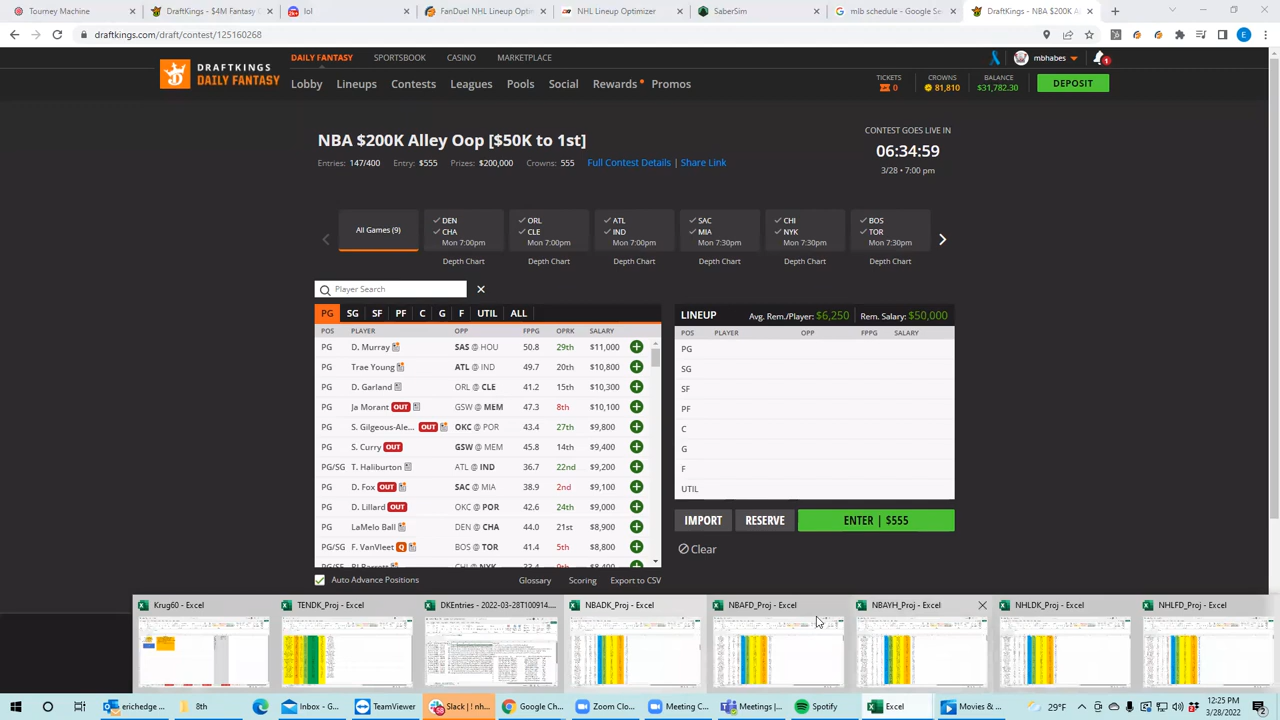 Tourney Machine
DraftKings - $4M Fantasy
lol
FanDuel NHL Lineup Optim
NHL Lineup Optimizer
SaberSim
mlb schedule - Google Se
DraftKings - NBA $200K A
draftkings.com/draft/contest/125160268
DRAFTKINGS
DAILY FANTASY
DAILY FANTASY SPORTSBOOK CASINO MARKETPLACE
mbhabes
1
Lobby Lineups Contests Leagues Pools Social Rewards Promos
TICKETS CROWNS BALANCE
0 81,810 $31,782.30
DEPOSIT
NBA $200K Alley Oop [$50K to 1st]
Entries: 147/400 Entry: $555 Prizes: $200,000 Crowns: 555 Full Contest Details | Share Link
CONTEST GOES LIVE IN
06:34:59
3/28 • 7:00 pm
All Games (9)
DEN
CHA
Mon 7:00pm
Depth Chart
ORL
CLE
Mon 7:00pm
Depth Chart
ATL
IND
Mon 7:00pm
Depth Chart
SAC
MIA
Mon 7:30pm
Depth Chart
CHI
NYK
Mon 7:30pm
Depth Chart
BOS
TOR
Mon 7:30pm
Depth Chart
Player Search
PG SG SF PF C G F UTIL ALL
POS PLAYER OPP FPPG OPRK SALARY
PG D. Murray SAS @ HOU 50.8 29th $11,000
PG Trae Young ATL @ IND 49.7 20th $10,800
PG D. Garland ORL @ CLE 41.2 15th $10,300
PG Ja Morant OUT GSW @ MEM 47.3 8th $10,100
PG S. Gilgeous-Ale... OUT OKC @ POR 43.4 27th $9,800
PG S. Curry OUT GSW @ MEM 45.8 14th $9,400
PG/SG T. Haliburton ATL @ IND 36.7 22nd $9,200
PG D. Fox OUT SAC @ MIA 38.9 2nd $9,100
PG D. Lillard OUT OKC @ POR 42.6 24th $9,000
PG LaMelo Ball DEN @ CHA 44.0 21st $8,900
PG/SG F. VanVleet Q BOS @ TOR 41.4 5th $8,800
Auto Advance Positions Glossary Scoring Export to CSV
LINEUP Avg. Rem./Player: $6,250 Rem. Salary: $50,000
POS PLAYER OPP FPPG SALARY
PG
SG
SF
PF
C
G
F
UTIL
IMPORT RESERVE ENTER | $555
Clear
Krug60 - Excel
TENDK_Proj - Excel
DKEntries - 2022-03-28T100914....
NBADK_Proj - Excel
NBAFD_Proj - Excel
NBAYH_Proj - Excel
NHLDK_Proj - Excel
NHLFD_Proj - Excel
erichedge
8th
Inbox - G
TeamViewer
Slack | ! nh...
Google Ch...
Zoom Clo...
Meeting C...
Meetings |...
Spotify
Excel
Movies & ...
29°F
12:25 PM
3/28/2022
2